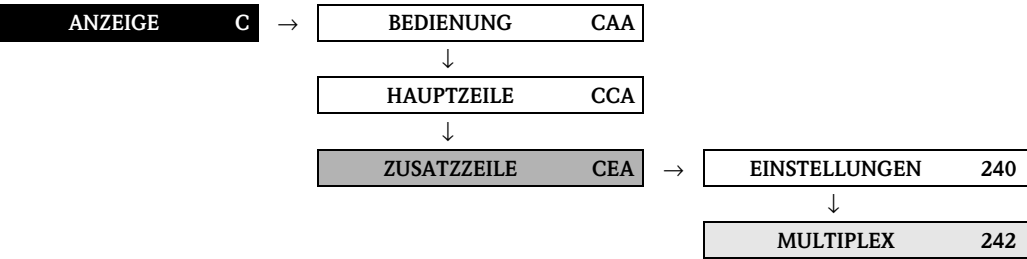 ANZEIGE C → BEDIENUNG CAA
↓
HAUPTZEILE CCA
↓
ZUSATZZEILE CEA → EINSTELLUNGEN 240
↓
MULTIPLEX 242